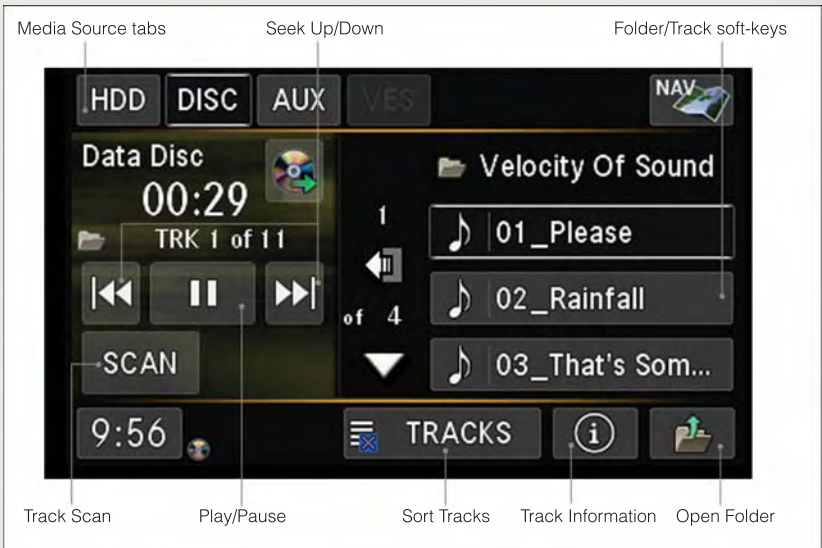 Media Source tabs
Seek Up/Down
Folder/Track soft-keys
HDD
DISC
AUX
VES
NAV
Data Disc
00:29
TRK 1 of 11
SCAN
1
of 4
Velocity Of Sound
01_Please
02_Rainfall
03_That's Som...
9:56
TRACKS
i
Track Scan
Play/Pause
Sort Tracks
Track Information
Open Folder